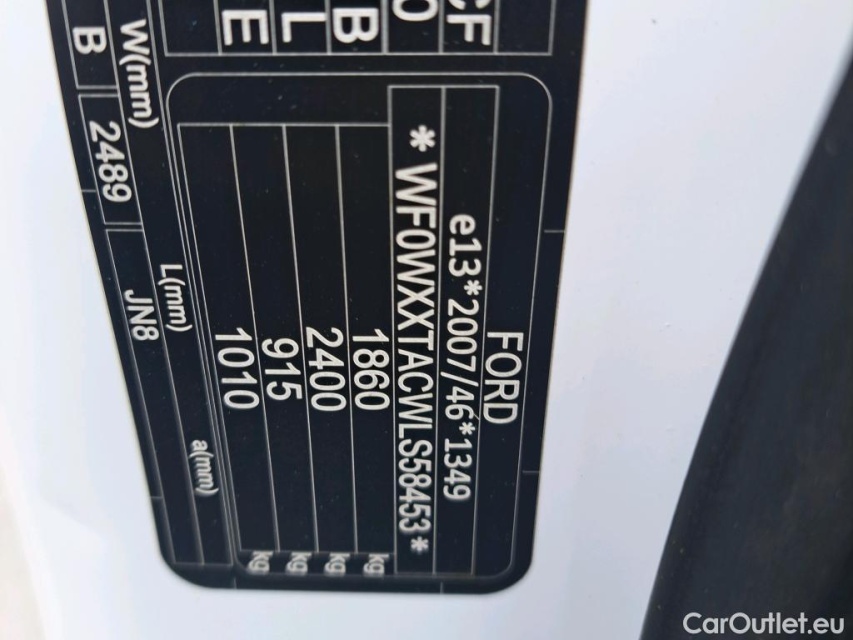 FORD
e13*2007/46*1349
* WF0WXXTACWLS58453 *
1860 kg
2400 kg
915 kg
1010 kg
L(mm) a(mm)
W(mm) JN8
B 2489
CF
B
L
E
CarOutlet.eu